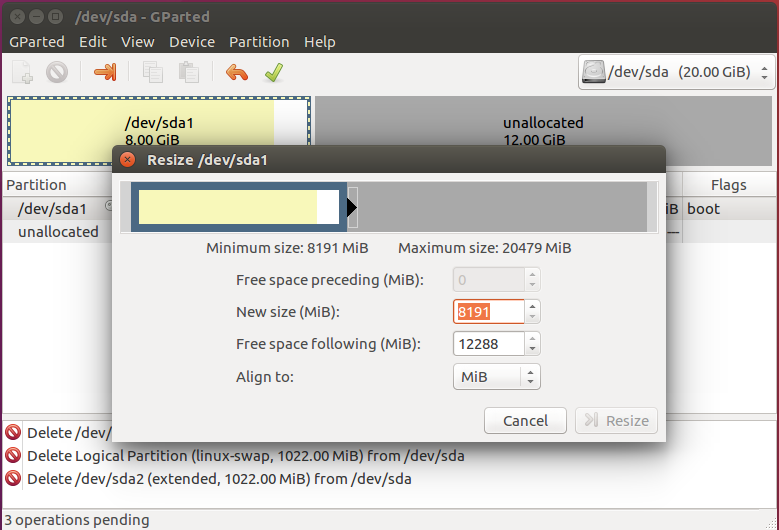 /dev/sda - GParted
GParted Edit View Device Partition Help
/dev/sda (20.00 GiB)
/dev/sda1
8.00 GiB
unallocated
12.00 GiB
Resize /dev/sda1
Partition
Flags
/dev/sda1
iB boot
unallocated
---
Minimum size: 8191 MiB Maximum size: 20479 MiB
Free space preceding (MiB): 0
New size (MiB): 8191
Free space following (MiB): 12288
Align to: MiB
Cancel Resize
Delete /dev/
Delete Logical Partition (linux-swap, 1022.00 MiB) from /dev/sda
Delete /dev/sda2 (extended, 1022.00 MiB) from /dev/sda
3 operations pending